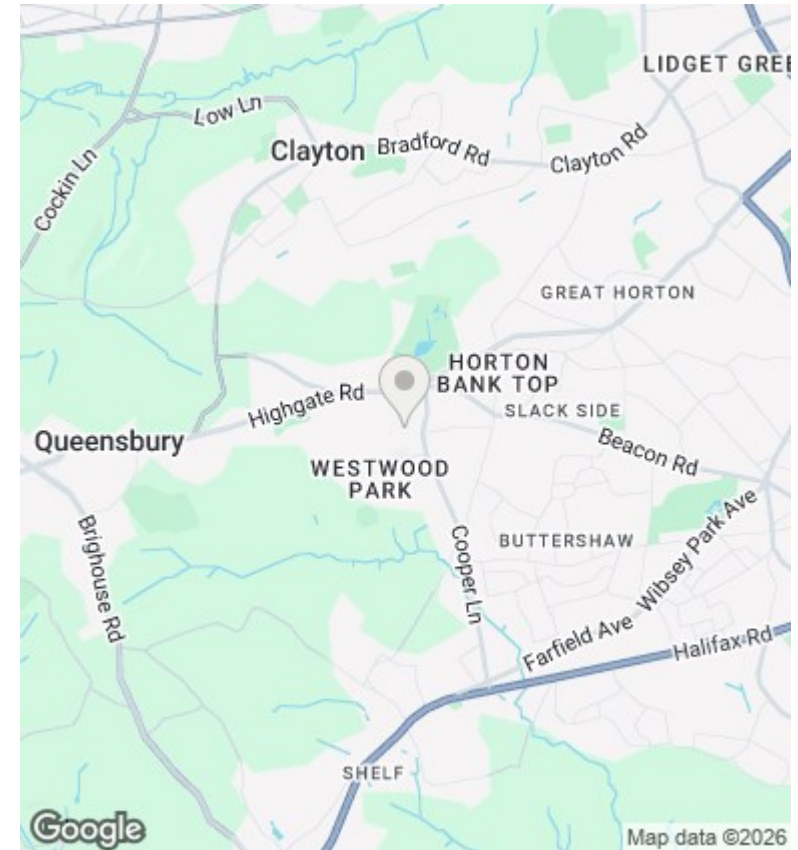 LIDGET GREE
Low Ln
Clayton
Bradford Rd
Clayton Rd
Cockin Ln
GREAT HORTON
HORTON
BANK TOP
Highgate Rd
SLACK SIDE
Queensbury
Beacon Rd
WESTWOOD
PARK
Brighouse Rd
Cooper Ln
BUTTERSHAW
Wibsey Park Ave
Farfield Ave
Halifax Rd
SHELF
Google
Map data ©2026